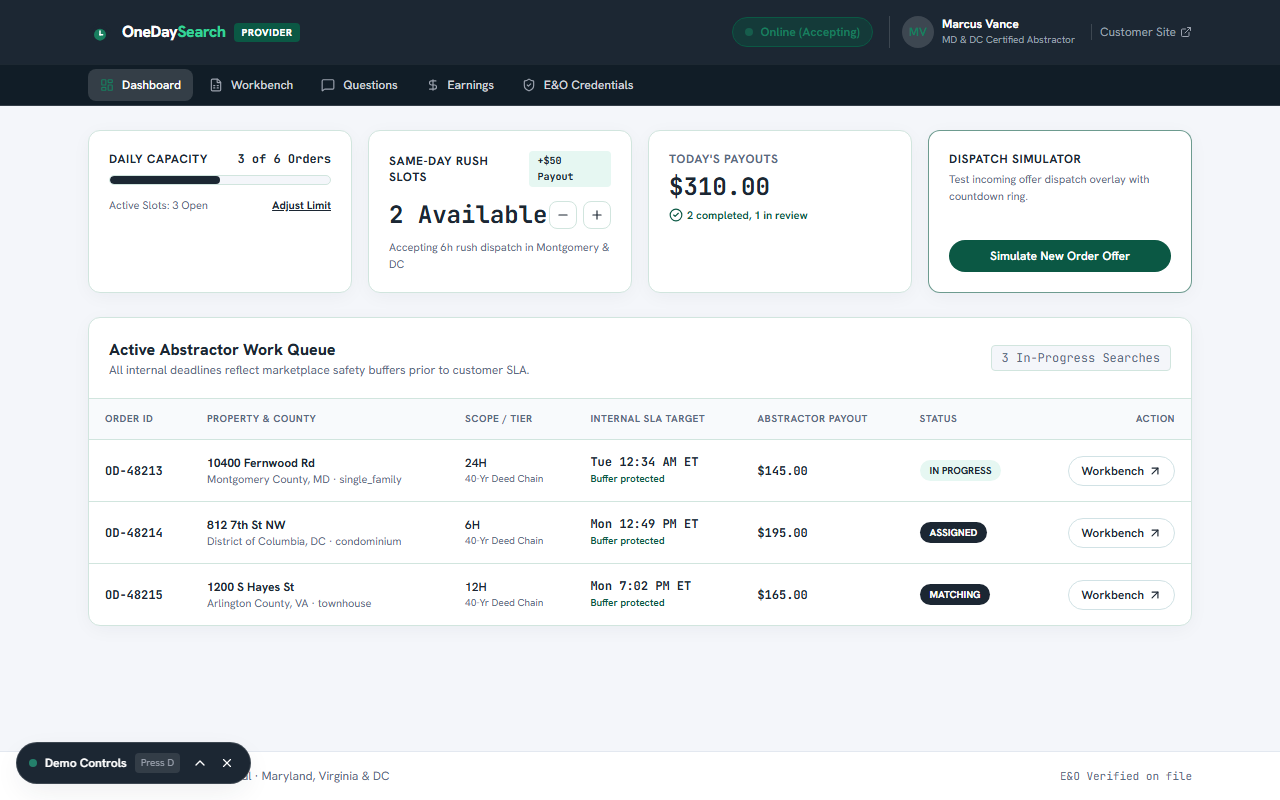 OneDaySearch PROVIDER
Online (Accepting)
MV
Marcus Vance
MD & DC Certified Abstractor
Customer Site
Dashboard
Workbench
Questions
Earnings
E&O Credentials
DAILY CAPACITY
3 of 6 Orders
Active Slots: 3 Open
Adjust Limit
SAME-DAY RUSH
SLOTS
+$50
Payout
2 Available
Accepting 6h rush dispatch in Montgomery &
DC
TODAY'S PAYOUTS
$310.00
2 completed, 1 in review
DISPATCH SIMULATOR
Test incoming offer dispatch overlay with
countdown ring.
Simulate New Order Offer
Active Abstractor Work Queue
All internal deadlines reflect marketplace safety buffers prior to customer SLA.
3 In-Progress Searches
ORDER ID PROPERTY & COUNTY SCOPE / TIER INTERNAL SLA TARGET ABSTRACTOR PAYOUT STATUS ACTION
OD-48213
10400 Fernwood Rd
Montgomery County, MD · single_family
24H
40-Yr Deed Chain
Tue 12:34 AM ET
Buffer protected
$145.00
IN PROGRESS
Workbench
OD-48214
812 7th St NW
District of Columbia, DC · condominium
6H
40-Yr Deed Chain
Mon 12:49 PM ET
Buffer protected
$195.00
ASSIGNED
Workbench
OD-48215
1200 S Hayes St
Arlington County, VA · townhouse
12H
40-Yr Deed Chain
Mon 7:02 PM ET
Buffer protected
$165.00
MATCHING
Workbench
Demo Controls
Press D
· Maryland, Virginia & DC
E&O Verified on file